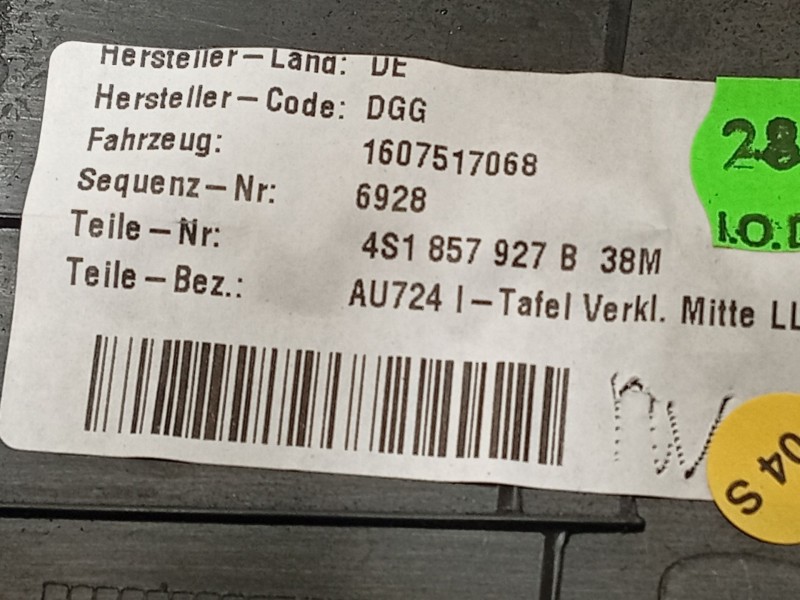 Hersteller-Land: DE
Hersteller-Code: DGG
Fahrzeug: 1607517068
Sequenz-Nr: 6928
Teile-Nr: 4S1 857 927 B 38M
Teile-Bez.: AU724 I-Tafel Verkl. Mitte LL
28
I.O.
04 S